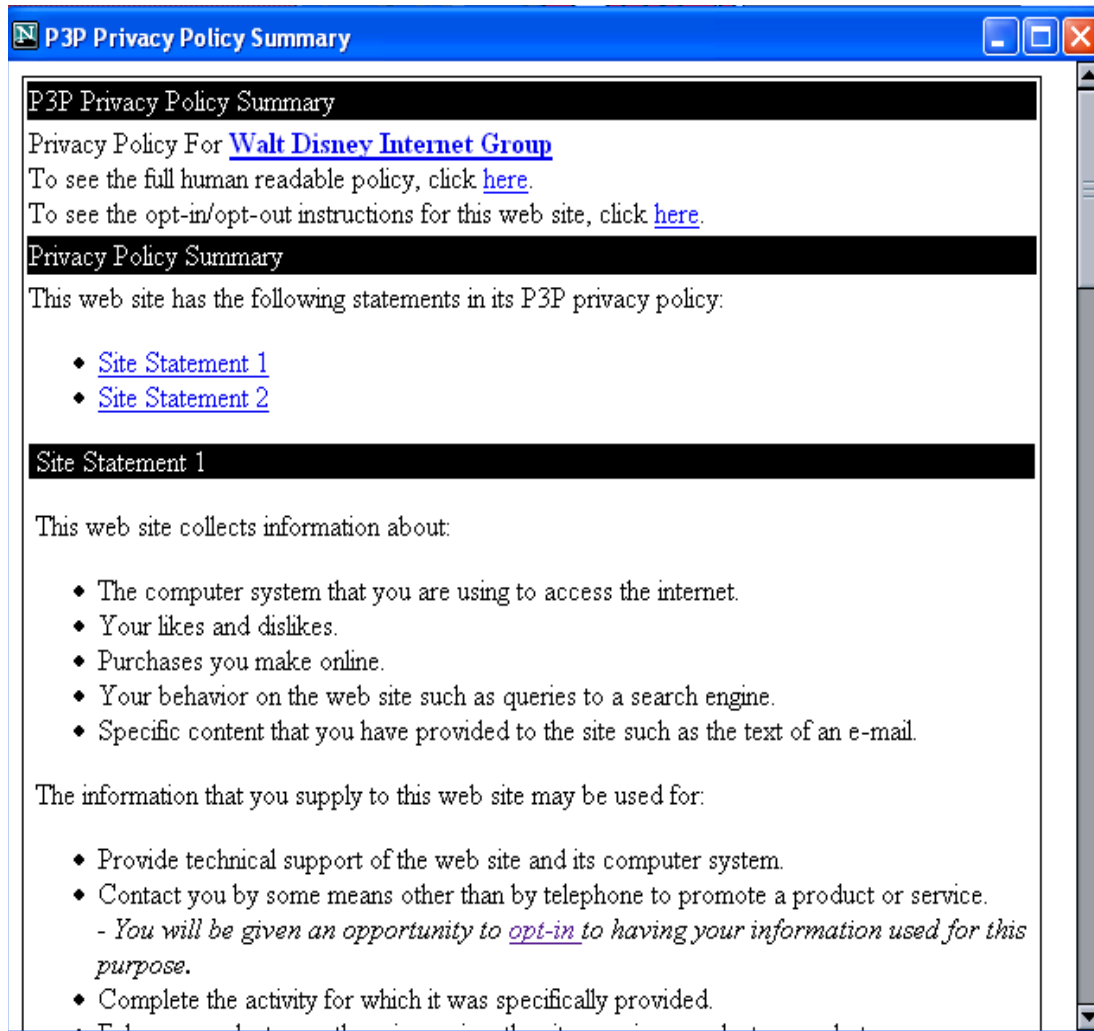 P3P Privacy Policy Summary
P3P Privacy Policy Summary
Privacy Policy For Walt Disney Internet Group
To see the full human readable policy, click here.
To see the opt-in/opt-out instructions for this web site, click here.
Privacy Policy Summary
This web site has the following statements in its P3P privacy policy:
Site Statement 1
Site Statement 2
Site Statement 1
This web site collects information about:
The computer system that you are using to access the internet.
Your likes and dislikes.
Purchases you make online.
Your behavior on the web site such as queries to a search engine.
Specific content that you have provided to the site such as the text of an e-mail.
The information that you supply to this web site may be used for:
Provide technical support of the web site and its computer system.
Contact you by some means other than by telephone to promote a product or service.
- You will be given an opportunity to opt-in to having your information used for this
purpose.
Complete the activity for which it was specifically provided.